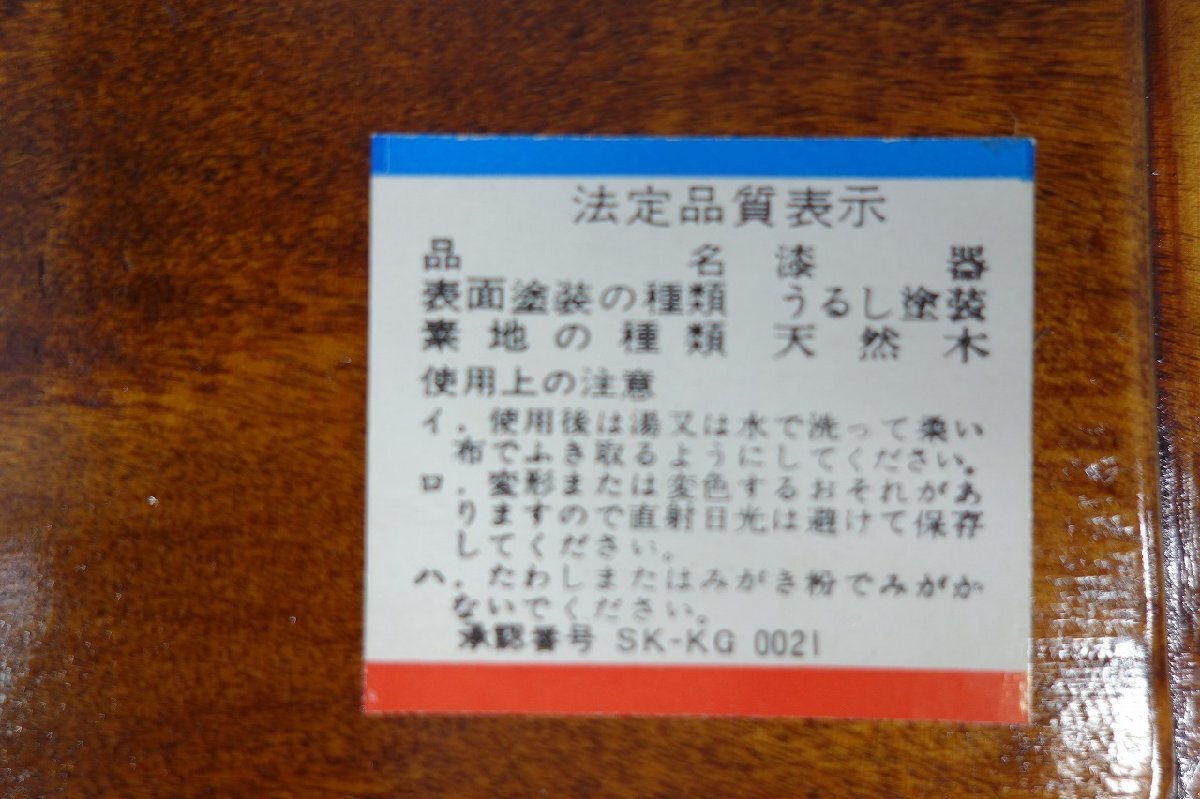 法定品質表示
品名 漆器
表面塗装の種類 うるし塗装
素地の種類 天然木
使用上の注意
イ．使用後は湯又は水で洗って柔い
布でふき取るようにしてください。
ロ．変形または変色するおそれがあ
りますので直射日光は避けて保存
してください。
ハ．たわしまたはみがき粉でみがか
ないでください。
承認番号 SK-KG 0021